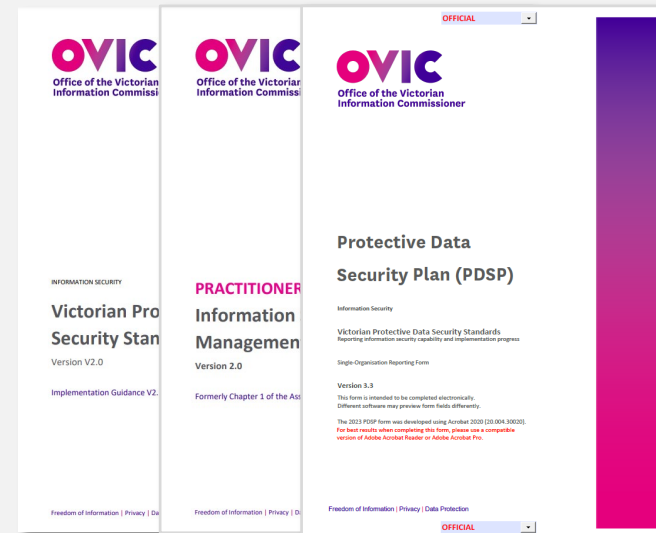 OVIC
Office of the Victorian
Information Commissi
INFORMATION SECURITY
Victorian Pro
Security Stan
Version V2.0
Implementation Guidance V2.
Freedom of Information | Privacy | Da
OVIC
Office of the Victorian
Information Commissi
PRACTITIONER
Information
Managemen
Version 2.0
Formerly Chapter 1 of the Ass
Freedom of Information | Privacy | D
OFFICIAL
OVIC
Office of the Victorian
Information Commissioner
Protective Data
Security Plan (PDSP)
Information Security
Victorian Protective Data Security Standards
Reporting information security capability and implementation progress
Single-Organisation Reporting Form
Version 3.3
This form is intended to be completed electronically.
Different software may preview form fields differently.
The 2023 PDSP form was developed using Acrobat 2020 (20.004.30020).
For best results when completing this form, please use a compatible
version of Adobe Acrobat Reader or Adobe Acrobat Pro.
Freedom of Information | Privacy | Data Protection
OFFICIAL